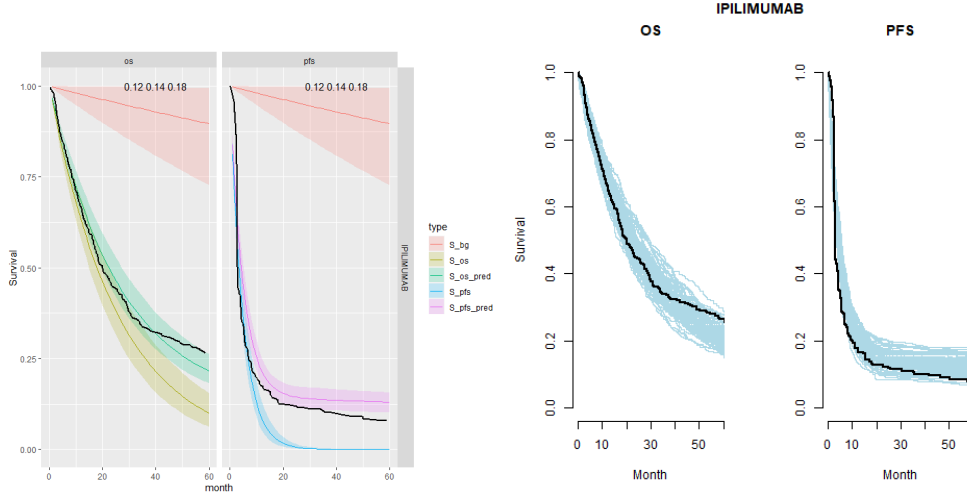 IPILIMUMAB
os
pfs
0.12 0.14 0.18
0.12 0.14 0.18
1.00
0.75
0.50
0.25
0.00
Survival
0
20
40
60
0
20
40
60
month
IPILIMUMAB
type
S_bg
S_os
S_os_pred
S_pfs
S_pfs_pred
OS
Survival
1.0
0.8
0.6
0.4
0.2
0.0
0
10
30
50
Month
PFS
1.0
0.8
0.6
0.4
0.2
0.0
0
10
30
50
Month